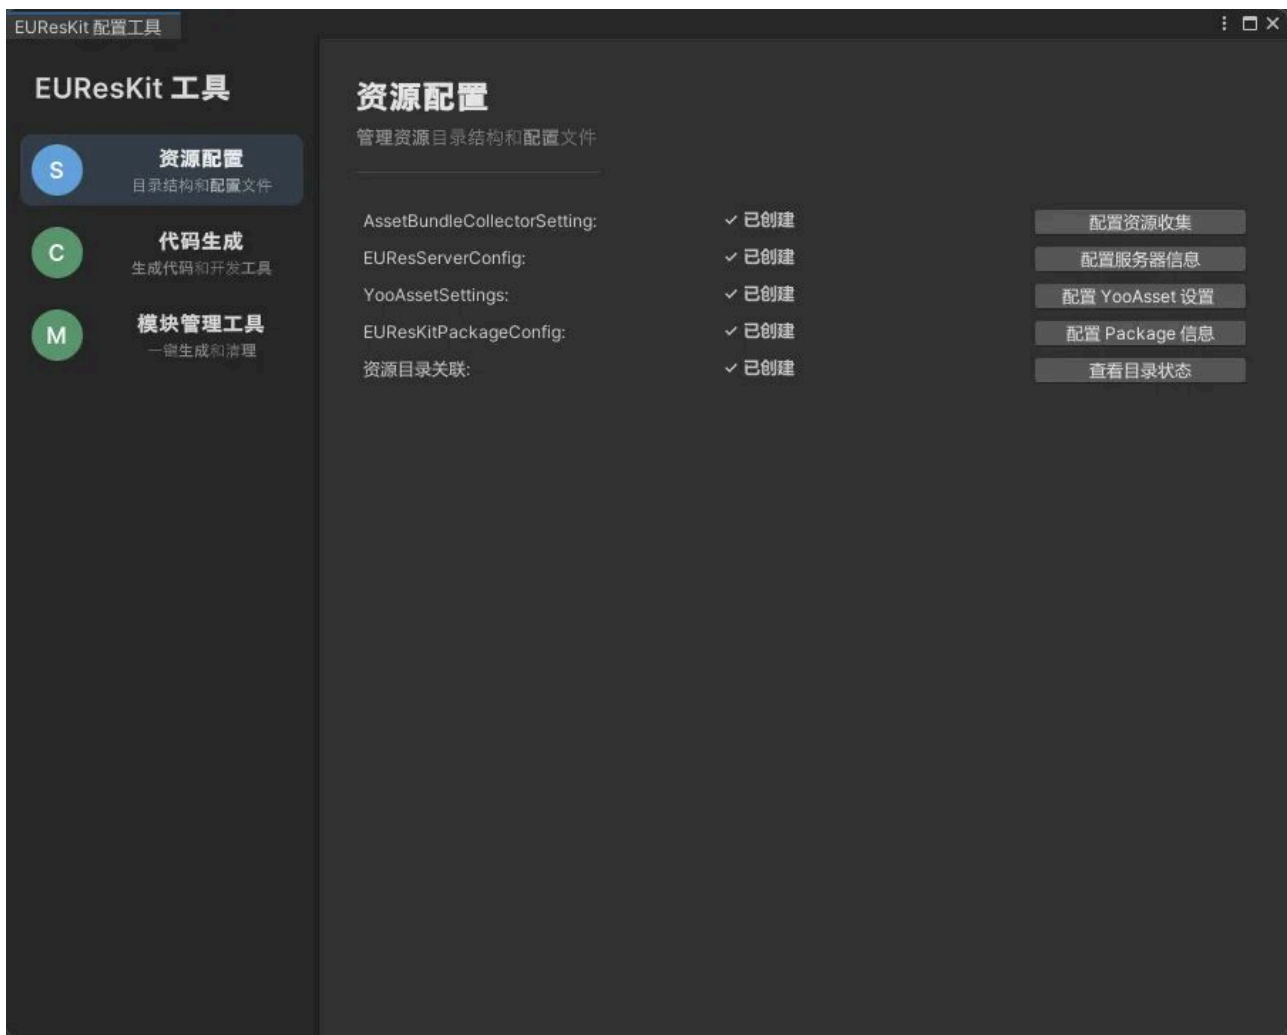 EUResKit 配置工具
EUResKit 工具
S
资源配置
目录结构和配置文件
C
代码生成
生成代码和开发工具
M
模块管理工具
一键生成和清理
资源配置
管理资源目录结构和配置文件
AssetBundleCollectorSetting: ✓ 已创建 配置资源收集
EUResServerConfig: ✓ 已创建 配置服务器信息
YooAssetSettings: ✓ 已创建 配置 YooAsset 设置
EUResKitPackageConfig: ✓ 已创建 配置 Package 信息
资源目录关联: ✓ 已创建 查看目录状态